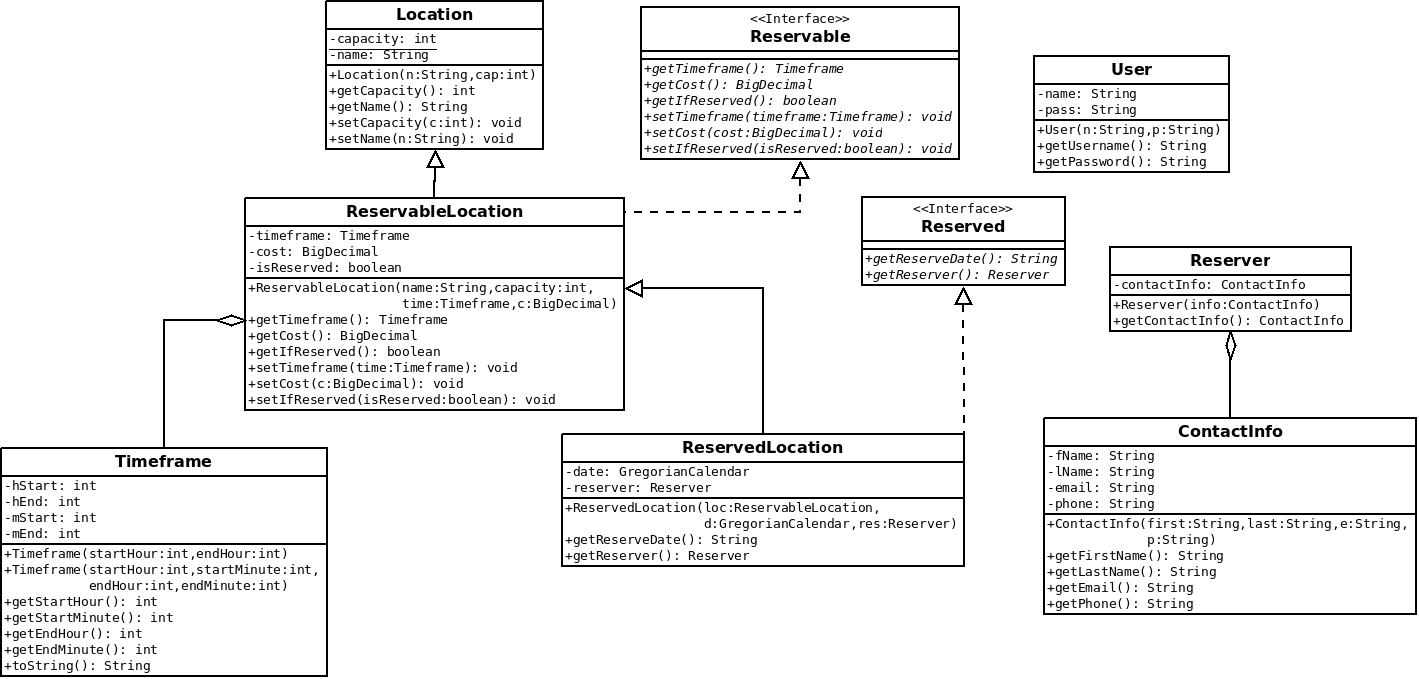 Location
-capacity: int
-name: String
+Location(n:String,cap:int)
+getCapacity(): int
+getName(): String
+setCapacity(c:int): void
+setName(n:String): void
<<Interface>>
Reservable
+getTimeframe(): Timeframe
+getCost(): BigDecimal
+getIfReserved(): boolean
+setTimeframe(timeframe:Timeframe): void
+setCost(cost:BigDecimal): void
+setIfReserved(isReserved:boolean): void
User
-name: String
-pass: String
+User(n:String,p:String)
+getUsername(): String
+getPassword(): String
ReservableLocation
-timeframe: Timeframe
-cost: BigDecimal
-isReserved: boolean
+ReservableLocation(name:String,capacity:int,
time:Timeframe,c:BigDecimal)
+getTimeframe(): Timeframe
+getCost(): BigDecimal
+getIfReserved(): boolean
+setTimeframe(time:Timeframe): void
+setCost(c:BigDecimal): void
+setIfReserved(isReserved:boolean): void
<<Interface>>
Reserved
+getReserveDate(): String
+getReserver(): Reserver
Reserver
-contactInfo: ContactInfo
+Reserver(info:ContactInfo)
+getContactInfo(): ContactInfo
Timeframe
-hStart: int
-hEnd: int
-mStart: int
-mEnd: int
+Timeframe(startHour:int,endHour:int)
+Timeframe(startHour:int,startMinute:int,
endHour:int,endMinute:int)
+getStartHour(): int
+getStartMinute(): int
+getEndHour(): int
+getEndMinute(): int
+toString(): String
ReservedLocation
-date: GregorianCalendar
-reserver: Reserver
+ReservedLocation(loc:ReservableLocation,
d:GregorianCalendar,res:Reserver)
+getReserveDate(): String
+getReserver(): Reserver
ContactInfo
-fName: String
-lName: String
-email: String
-phone: String
+ContactInfo(first:String,last:String,e:String,
p:String)
+getFirstName(): String
+getLastName(): String
+getEmail(): String
+getPhone(): String